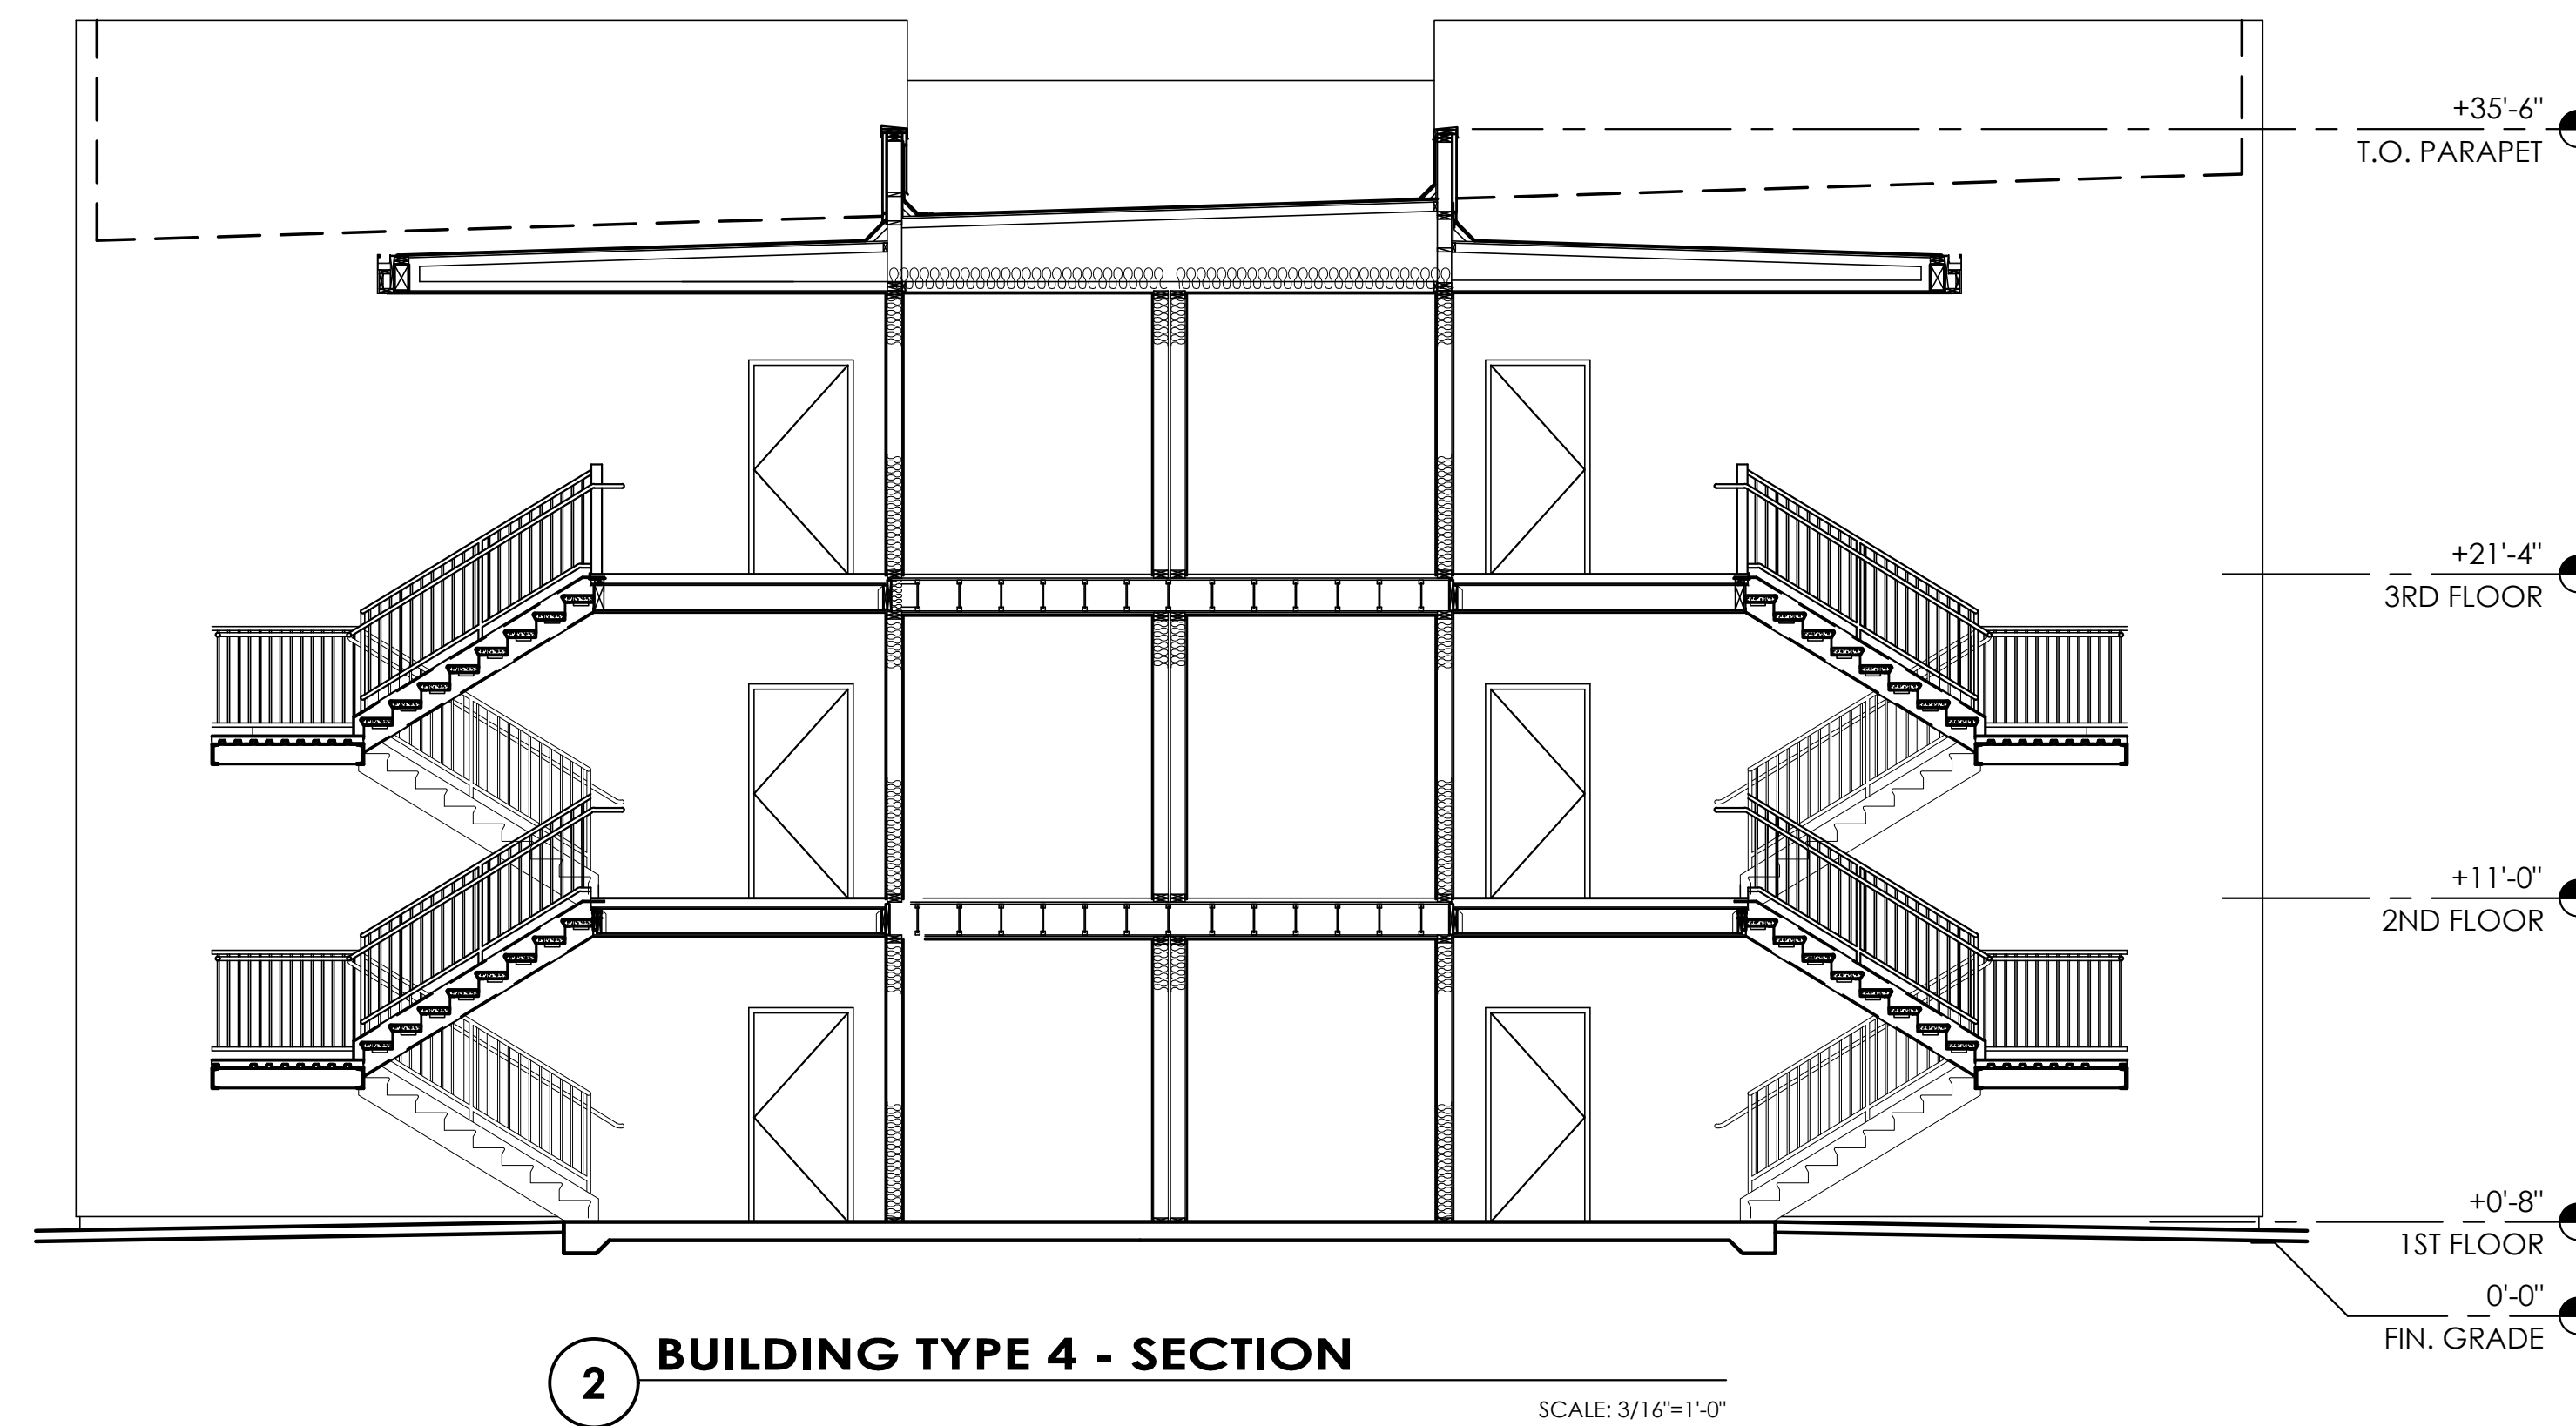 +35'-6"
T.O. PARAPET
+21'-4"
3RD FLOOR
+11'-0"
2ND FLOOR
+0'-8"
1ST FLOOR
0'-0"
FIN. GRADE
2
BUILDING TYPE 4 - SECTION
SCALE: 3/16"=1'-0"